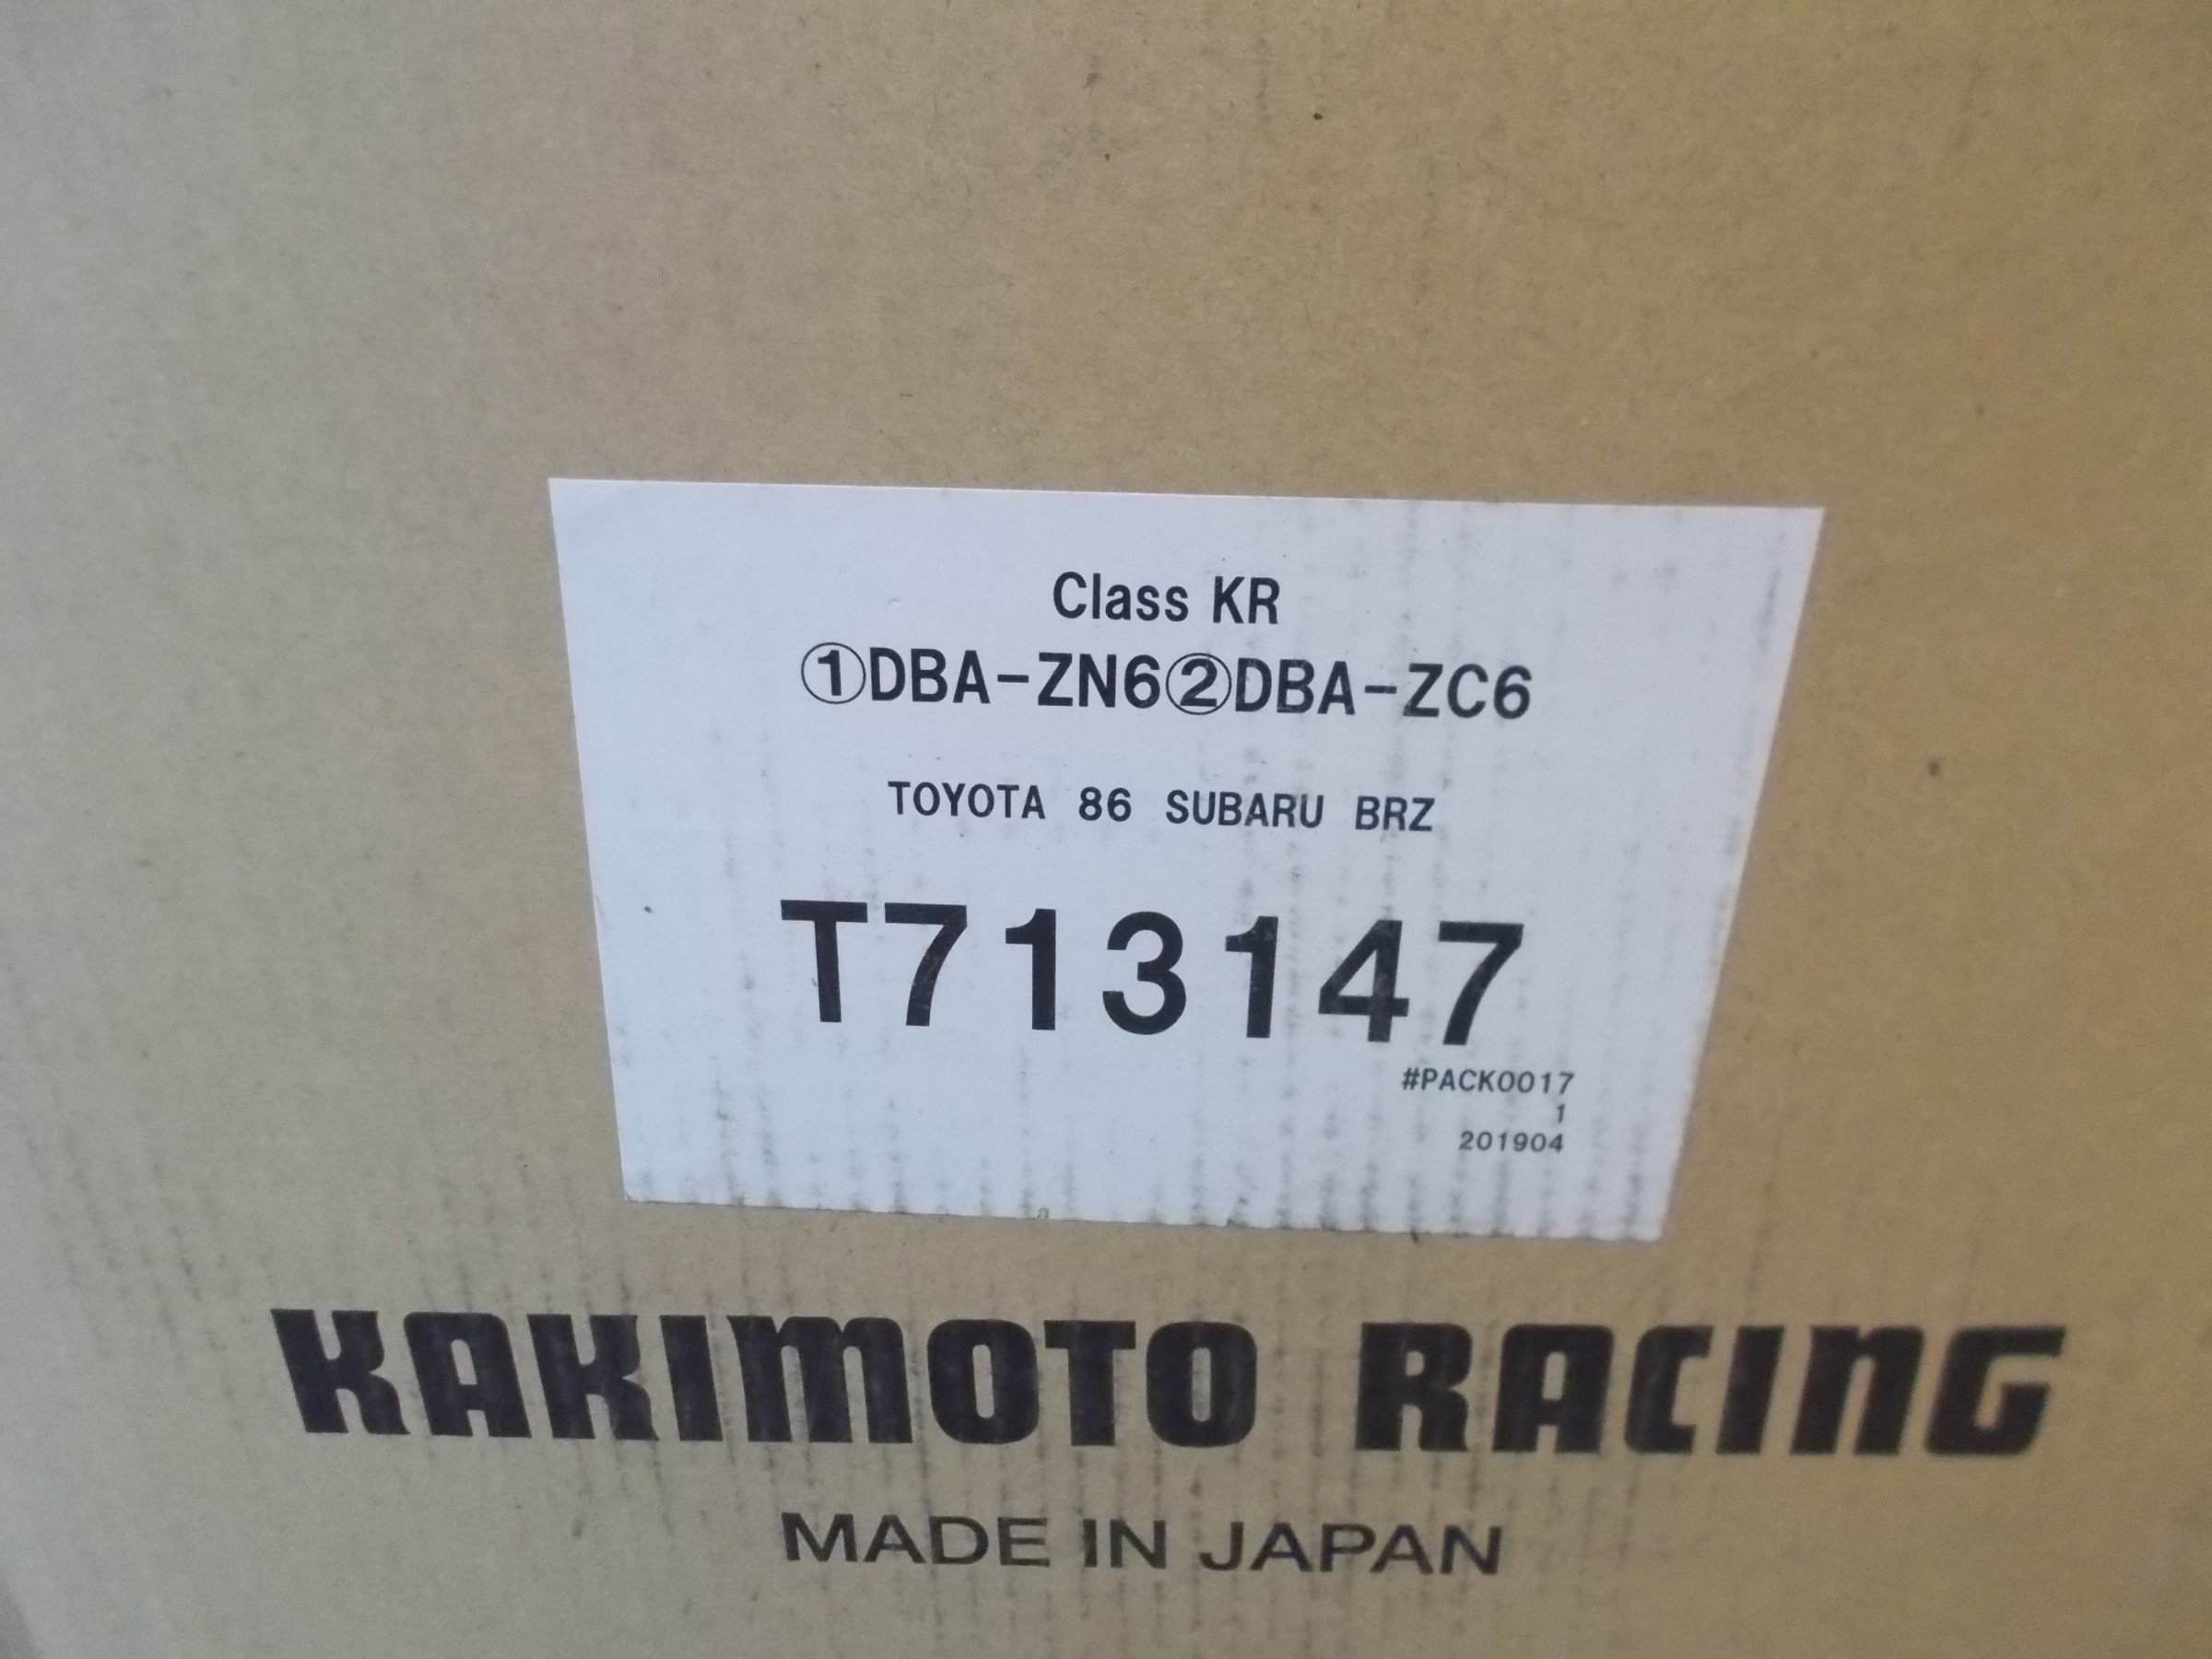 Class KR
①DBA-ZN6②DBA-ZC6
TOYOTA 86 SUBARU BRZ
T713147
#PACK0017
1
201904
KAKIMOTO RACING
MADE IN JAPAN